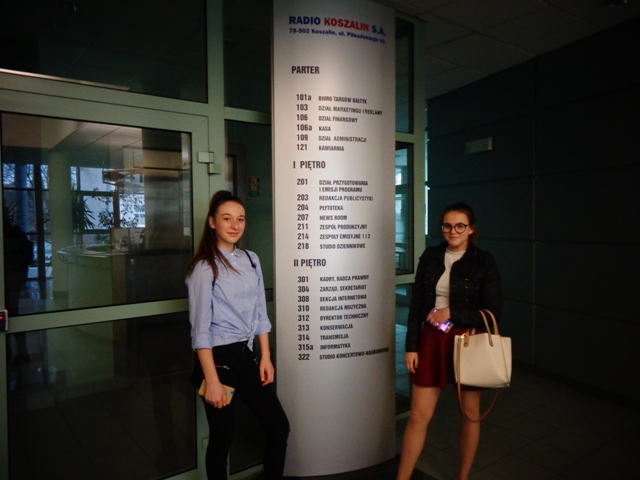 RADIO KOSZALIN S.A.
75-502 Koszalin, ul. Piłsudskiego 41
PARTER
101a BIURO TARGÓW BAŁTYK
103 DZIAŁ MARKETINGU I REKLAMY
106 DZIAŁ FINANSOWY
106a KASA
109 DZIAŁ ADMINISTRACJI
121 KAWIARNIA
I PIĘTRO
201 DZIAŁ PRZYGOTOWANIA
I EMISJI PROGRAMU
203 REDAKCJA PUBLICYSTYKI
204 PŁYTOTEKA
207 NEWS ROOM
211 ZESPÓŁ PRODUKCYJNY
214 ZESPOŁY EMISYJNE 1 I 2
218 STUDIO DZIENNIKOWE
II PIĘTRO
301 KADRY, RADCA PRAWNY
304 ZARZĄD, SEKRETARIAT
308 SEKCJA INTERNETOWA
310 REDAKCJA MUZYCZNA
312 DYREKTOR TECHNICZNY
313 KONSERWACJA
314 TRANSMISJA
315a INFORMATYKA
322 STUDIO KONCERTOWO-NAGRANIOWE